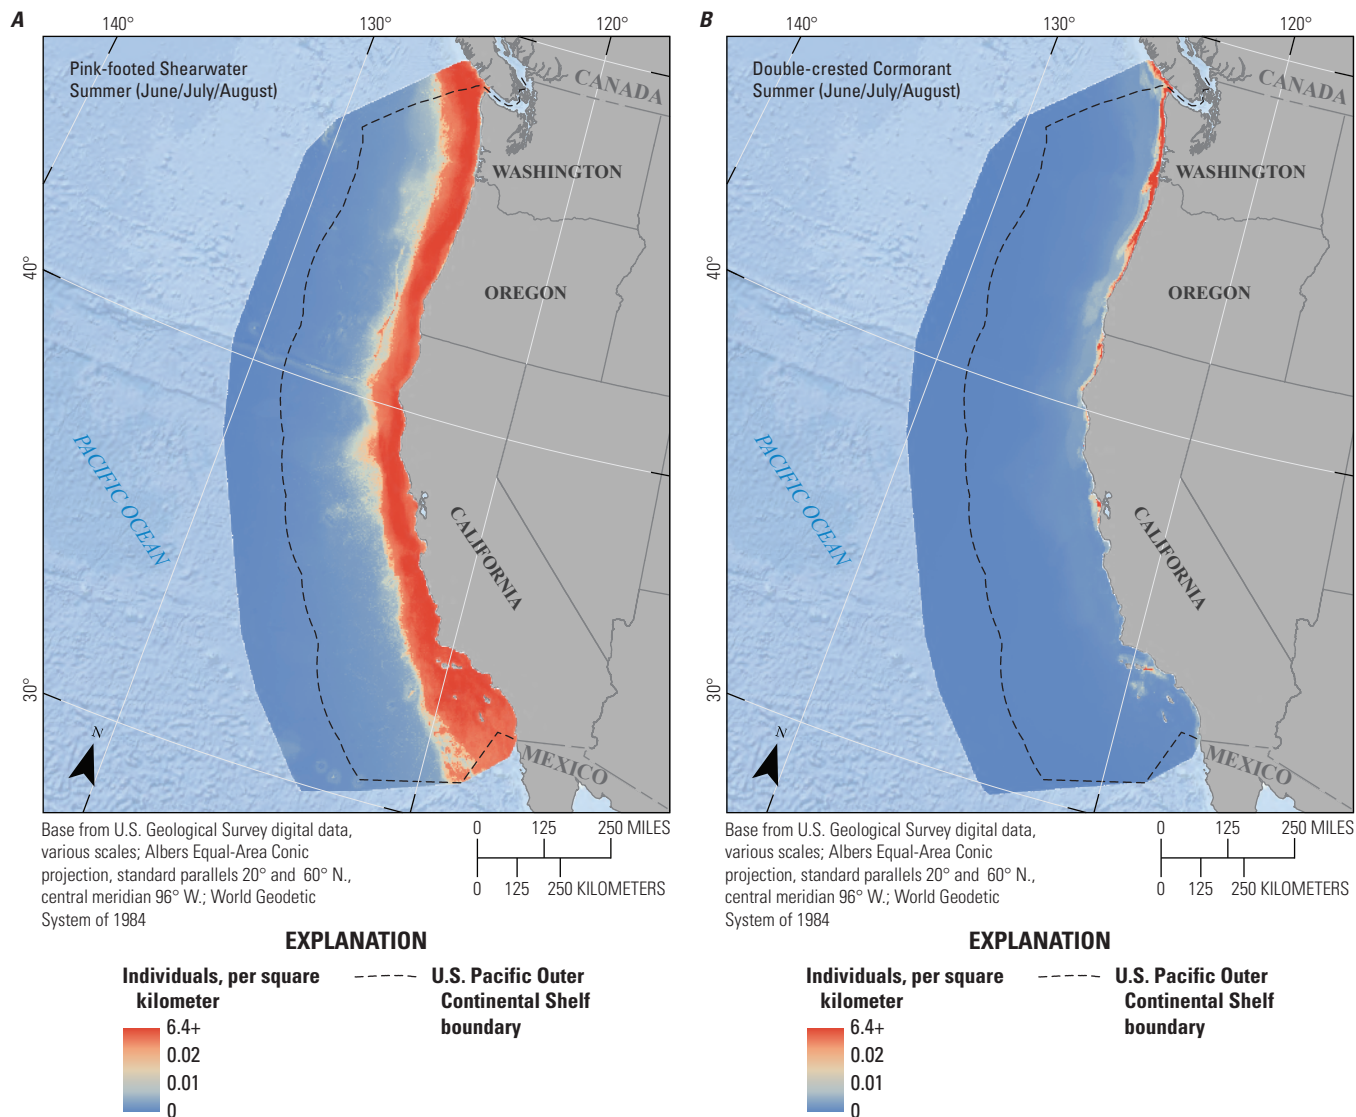 A
140°
130°
120°
Pink-footed Shearwater
Summer (June/July/August)
CANADA
WASHINGTON
OREGON
40°
PACIFIC OCEAN
CALIFORNIA
30°
N
MEXICO
Base from U.S. Geological Survey digital data,
various scales; Albers Equal-Area Conic
projection, standard parallels 20° and 60° N.,
central meridian 96° W.; World Geodetic
System of 1984
0 125 250 MILES
0 125 250 KILOMETERS
EXPLANATION
Individuals, per square
kilometer
6.4+
0.02
0.01
0
U.S. Pacific Outer
Continental Shelf
boundary
B
140°
130°
120°
Double-crested Cormorant
Summer (June/July/August)
CANADA
WASHINGTON
OREGON
40°
PACIFIC OCEAN
CALIFORNIA
30°
N
MEXICO
Base from U.S. Geological Survey digital data,
various scales; Albers Equal-Area Conic
projection, standard parallels 20° and 60° N.,
central meridian 96° W.; World Geodetic
System of 1984
0 125 250 MILES
0 125 250 KILOMETERS
EXPLANATION
Individuals, per square
kilometer
6.4+
0.02
0.01
0
U.S. Pacific Outer
Continental Shelf
boundary